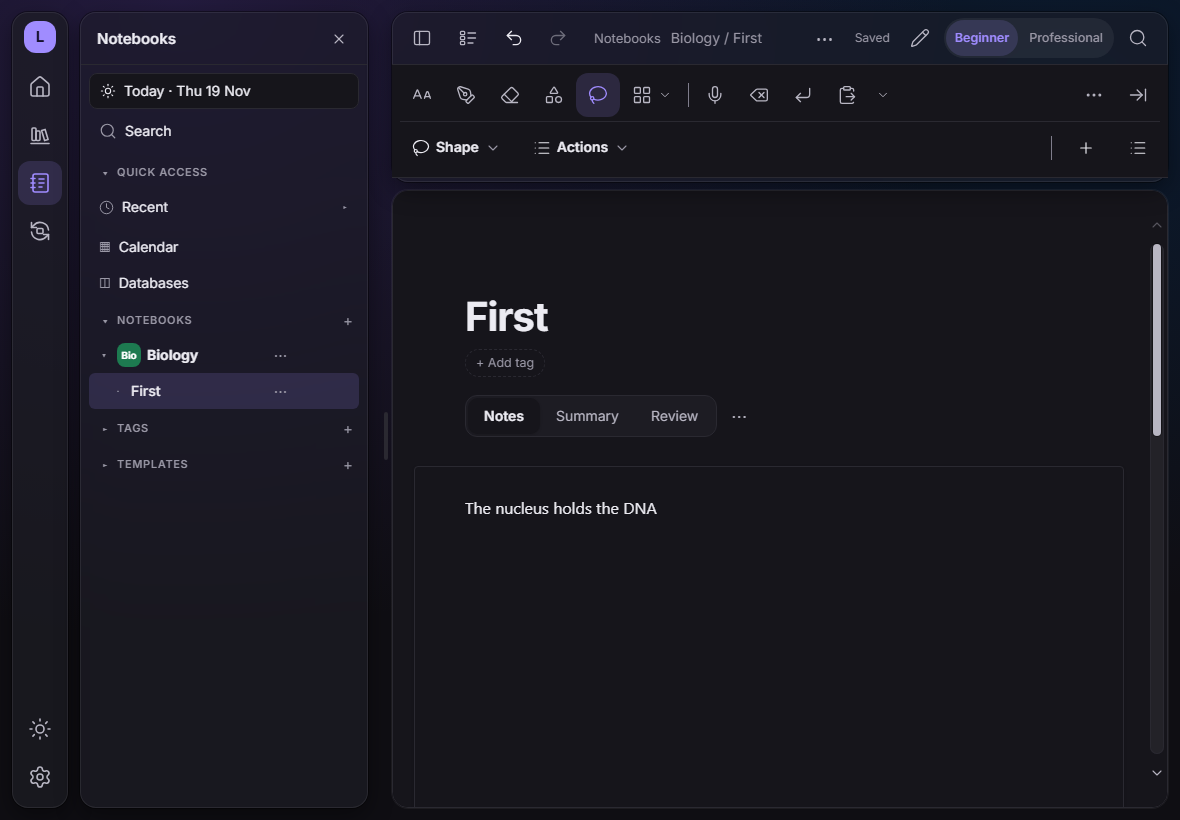 L
Notebooks
Today · Thu 19 Nov
Search
QUICK ACCESS
Recent
Calendar
Databases
NOTEBOOKS
Bio Biology
First
TAGS
TEMPLATES
Notebooks Biology / First
Saved
Beginner Professional
AA
Shape Actions
First
+ Add tag
Notes Summary Review
The nucleus holds the DNA